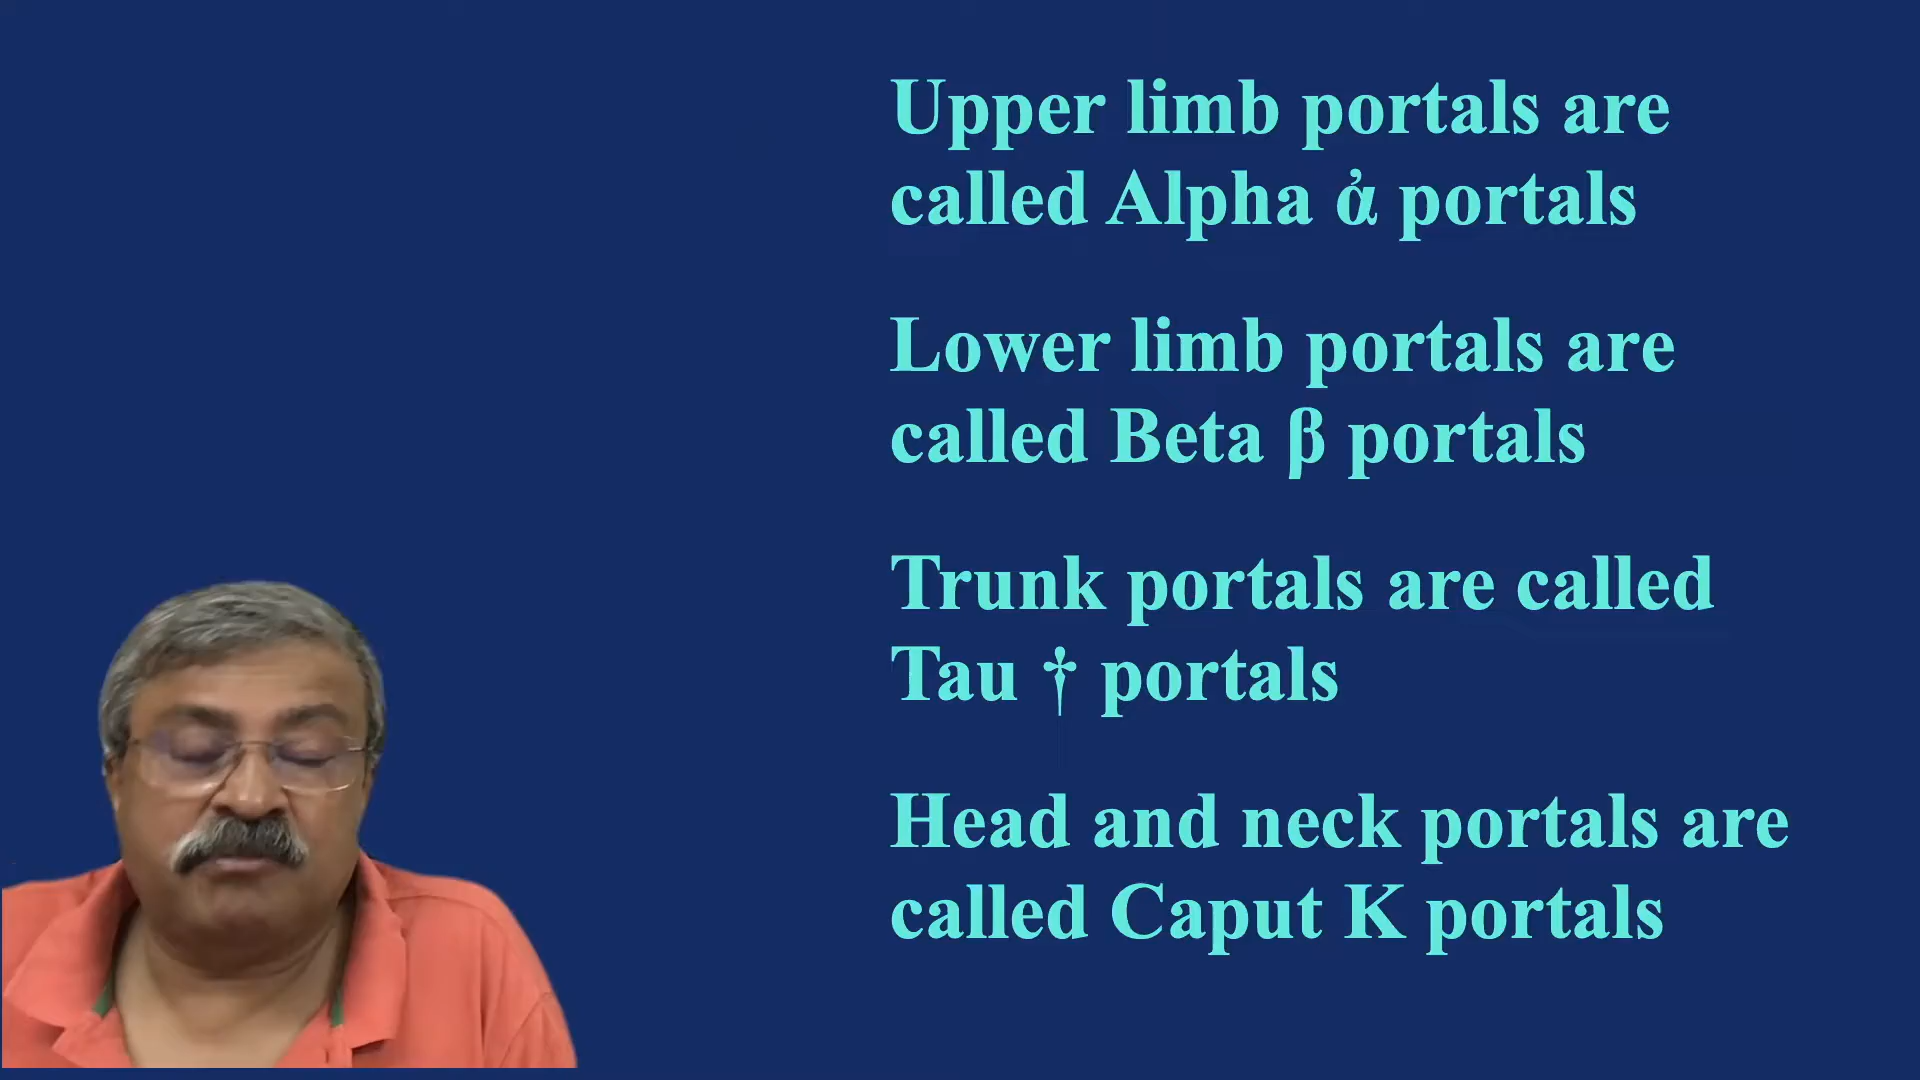 Upper limb portals are
called Alpha ἀ portals
Lower limb portals are
called Beta β portals
Trunk portals are called
Tau † portals
Head and neck portals are
called Caput K portals